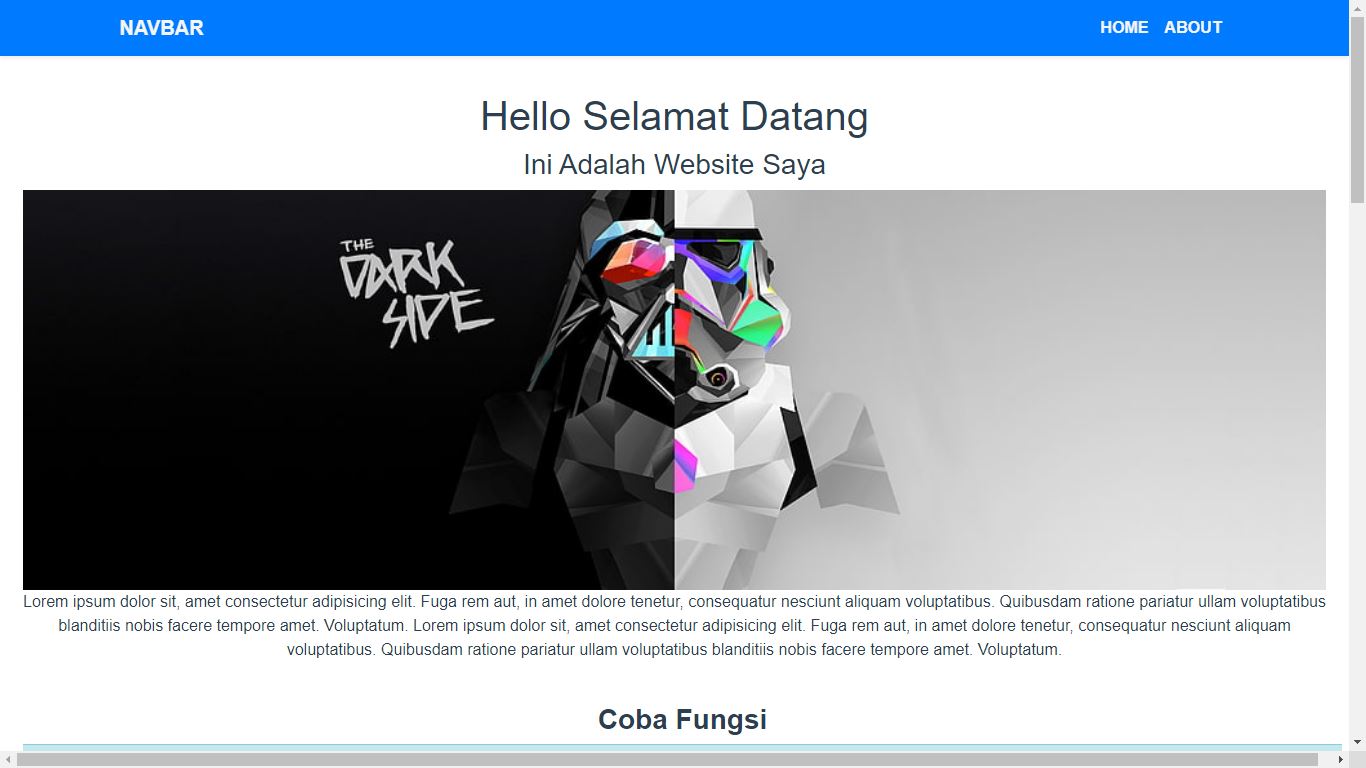 NAVBAR
HOME ABOUT
Hello Selamat Datang
Ini Adalah Website Saya
THE
DARK
SIDE
Lorem ipsum dolor sit, amet consectetur adipisicing elit. Fuga rem aut, in amet dolore tenetur, consequatur nesciunt aliquam voluptatibus. Quibusdam ratione pariatur ullam voluptatibus
blanditiis nobis facere tempore amet. Voluptatum. Lorem ipsum dolor sit, amet consectetur adipisicing elit. Fuga rem aut, in amet dolore tenetur, consequatur nesciunt aliquam
voluptatibus. Quibusdam ratione pariatur ullam voluptatibus blanditiis nobis facere tempore amet. Voluptatum.
Coba Fungsi